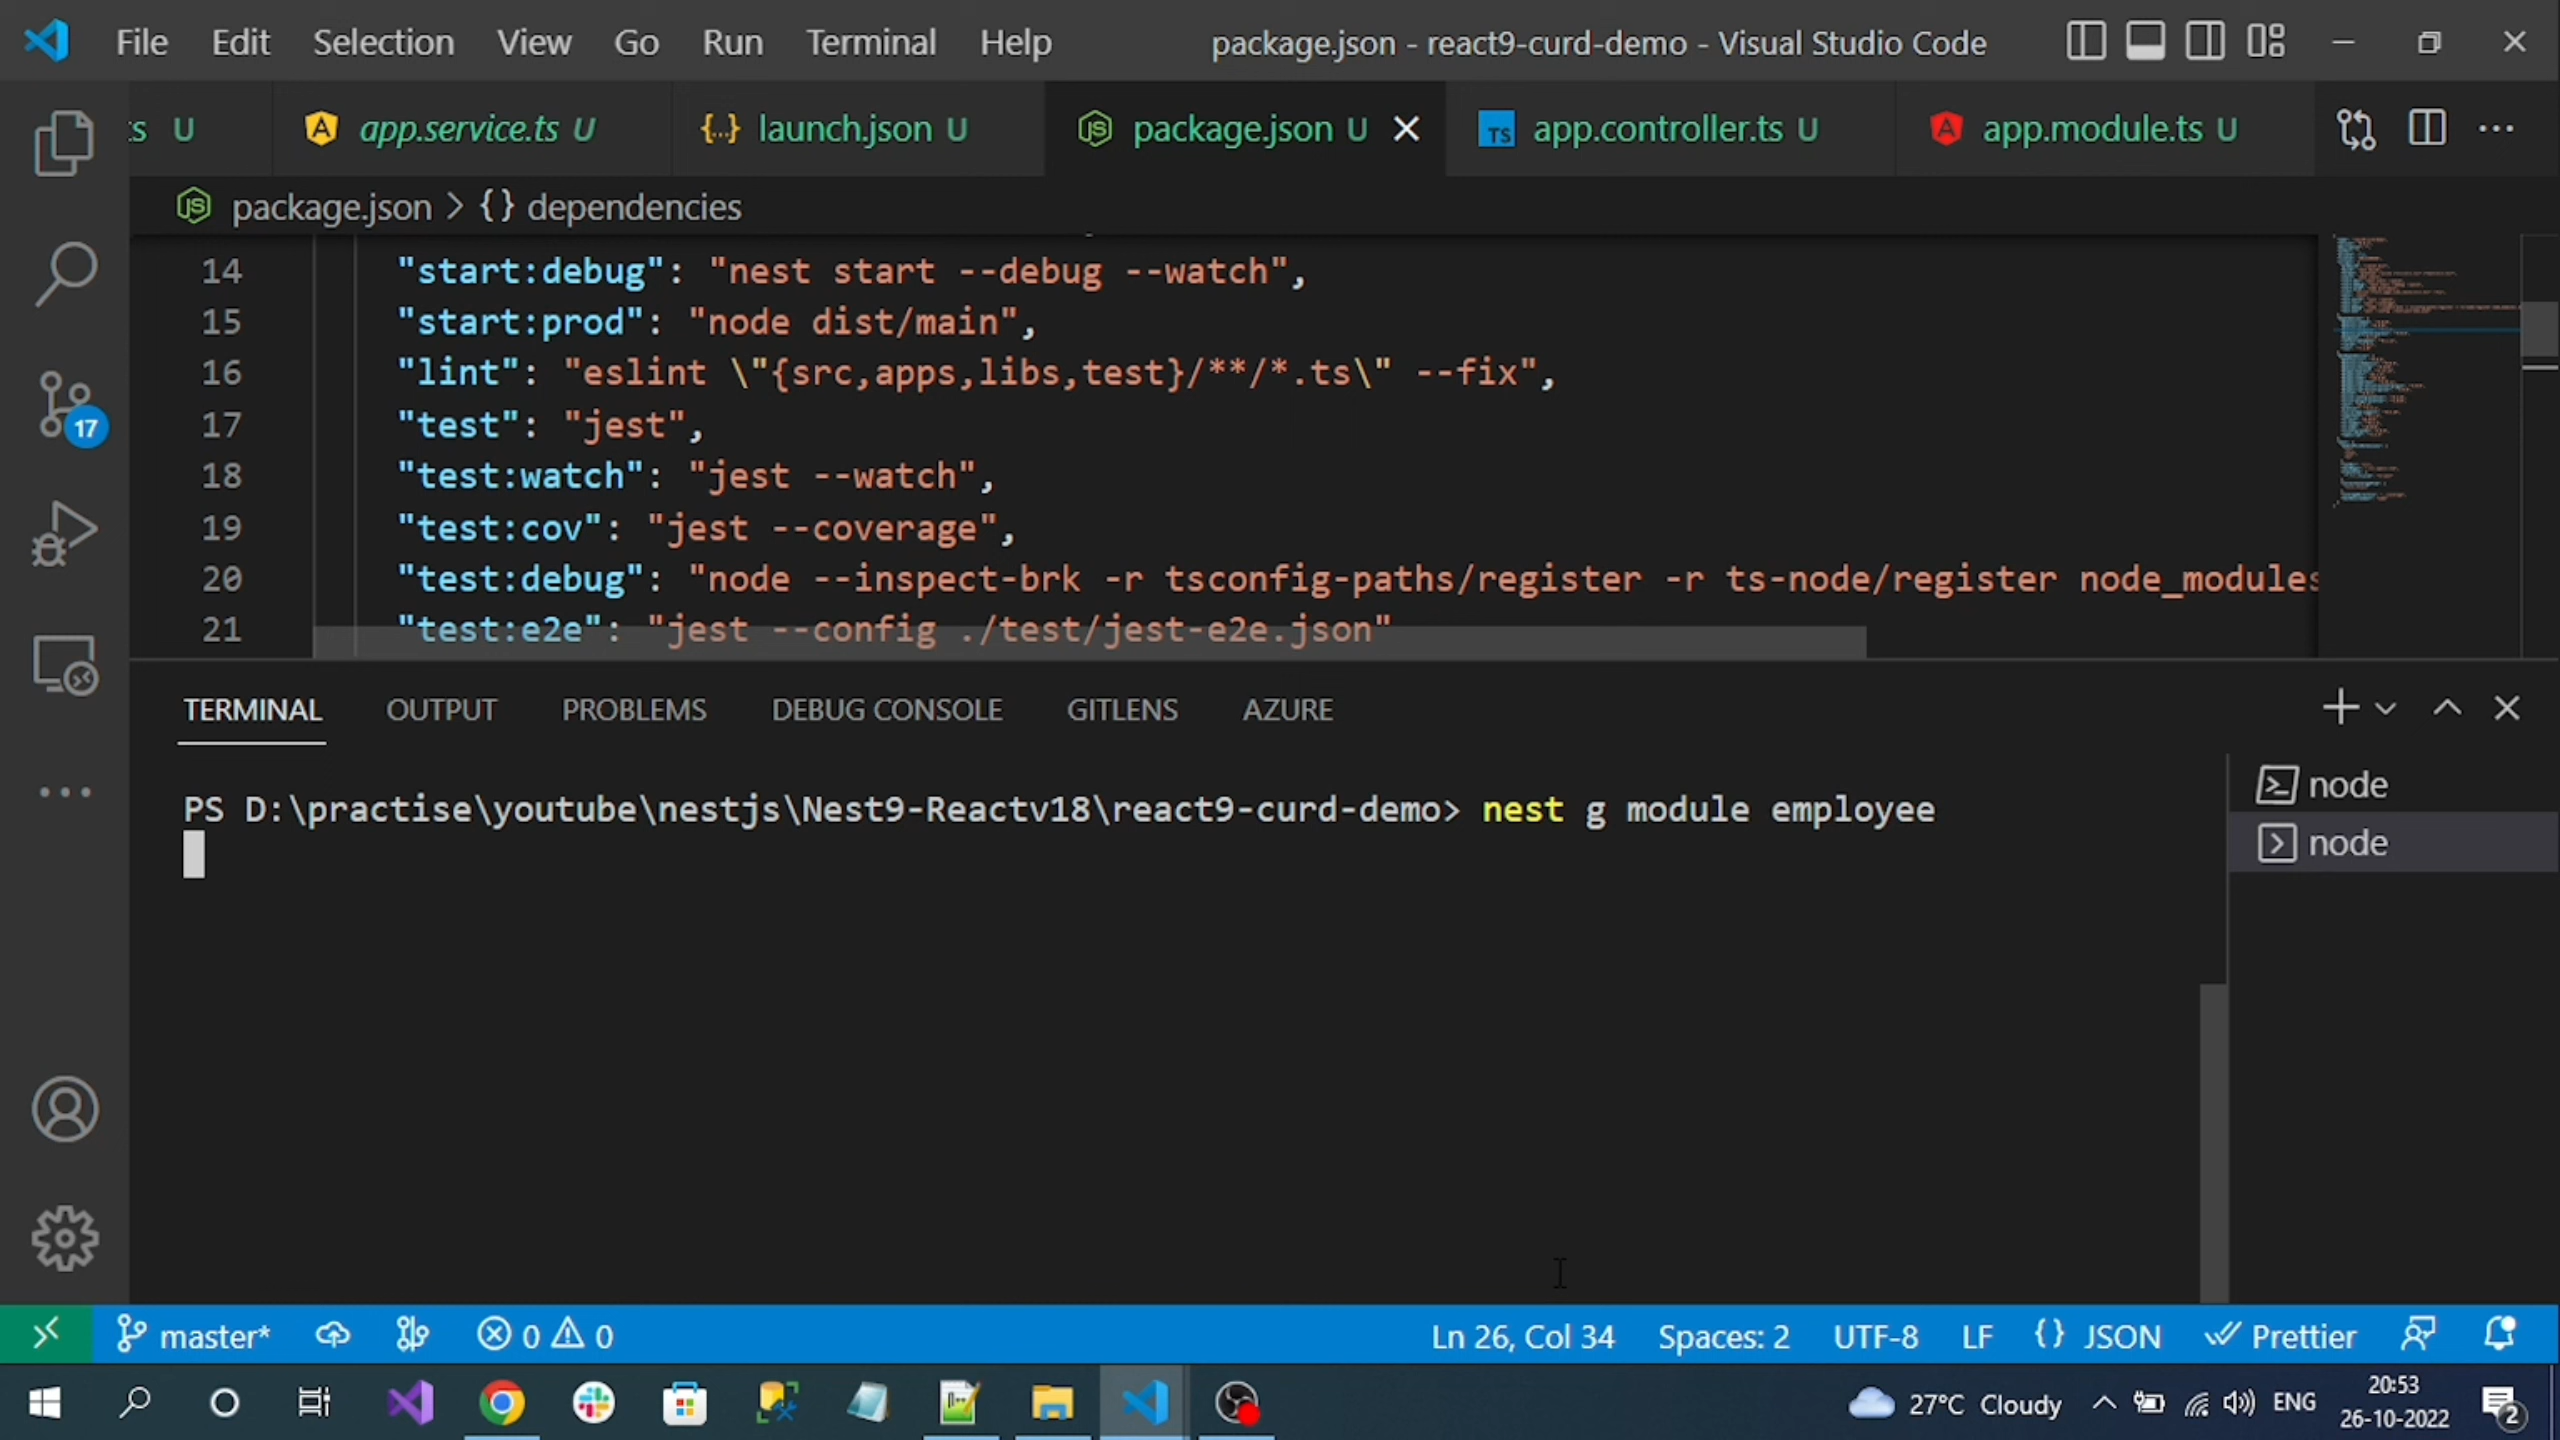 File Edit Selection View Go Run Terminal Help package.json - react9-curd-demo - Visual Studio Code
ts U app.service.ts U {..} launch.json U package.json U app.controller.ts U app.module.ts U
package.json > {} dependencies
14 "start:debug": "nest start --debug --watch",
15 "start:prod": "node dist/main",
16 "lint": "eslint \"{src,apps,libs,test}/**/*.ts\" --fix",
17 "test": "jest",
18 "test:watch": "jest --watch",
19 "test:cov": "jest --coverage",
20 "test:debug": "node --inspect-brk -r tsconfig-paths/register -r ts-node/register node_modules
21 "test:e2e": "jest --config ./test/jest-e2e.json"
17
TERMINAL OUTPUT PROBLEMS DEBUG CONSOLE GITLENS AZURE
PS D:\practise\youtube\nestjs\Nest9-Reactv18\react9-curd-demo> nest g module employee
node
node
master* 0 0 Ln 26, Col 34 Spaces: 2 UTF-8 LF {} JSON Prettier
27°C Cloudy ENG 20:53
26-10-2022 2